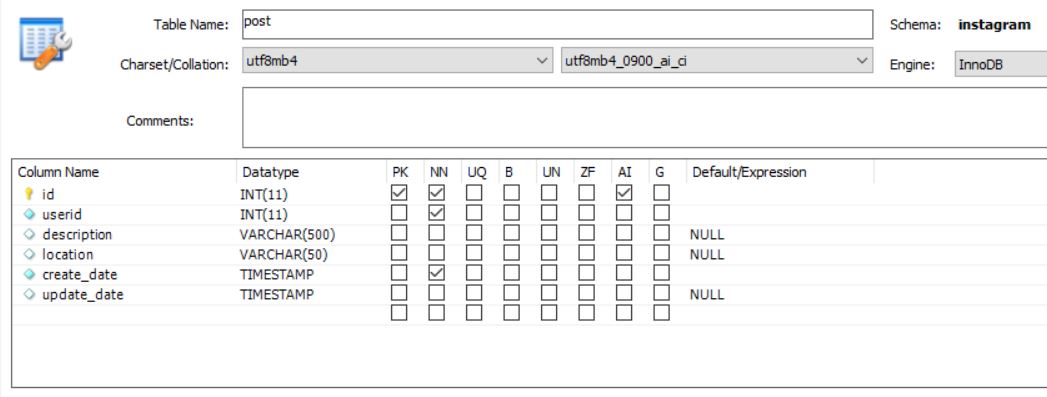 Table Name: post Schema: instagram
Charset/Collation: utf8mb4 utf8mb4_0900_ai_ci Engine: InnoDB
Comments:
Column Name Datatype PK NN UQ B UN ZF AI G Default/Expression
id INT(11)
userid INT(11)
description VARCHAR(500) NULL
location VARCHAR(50) NULL
create_date TIMESTAMP
update_date TIMESTAMP NULL